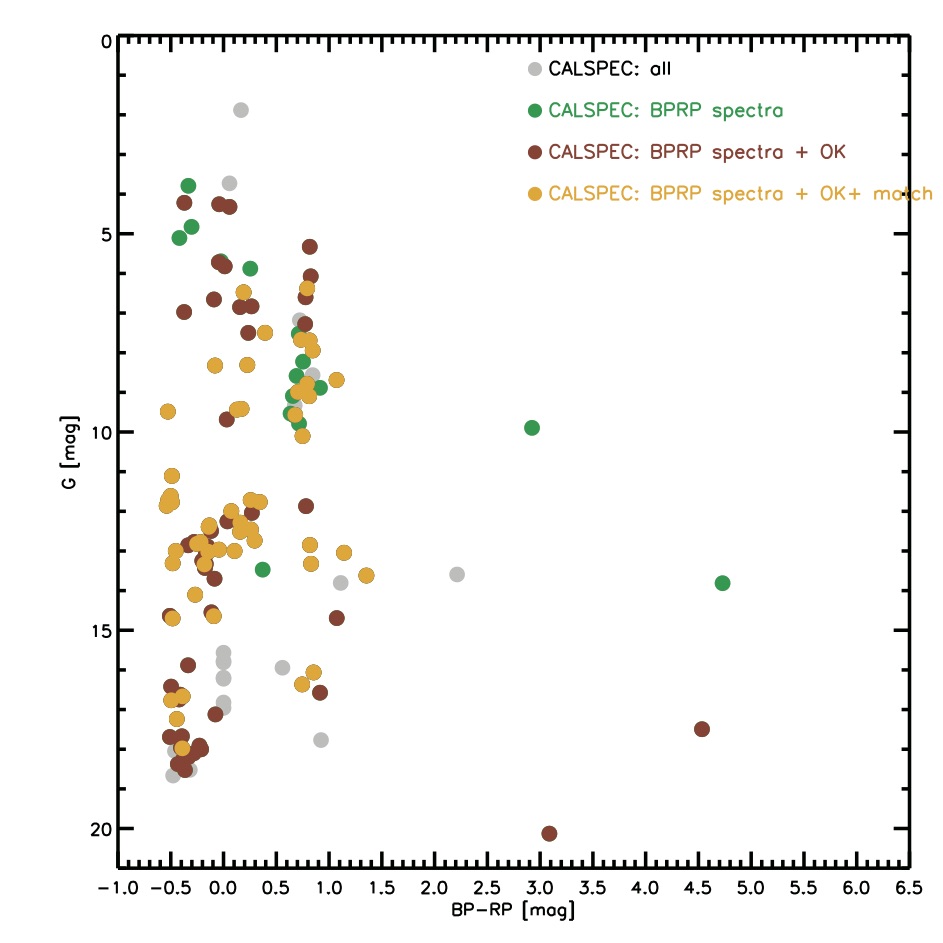 0
CALSPEC: all
CALSPEC: BPRP spectra
CALSPEC: BPRP spectra + OK
CALSPEC: BPRP spectra + OK+ match
5
10
G [mag]
15
20
-1.0 -0.5 0.0 0.5 1.0 1.5 2.0 2.5 3.0 3.5 4.0 4.5 5.0 5.5 6.0 6.5
BP-RP [mag]